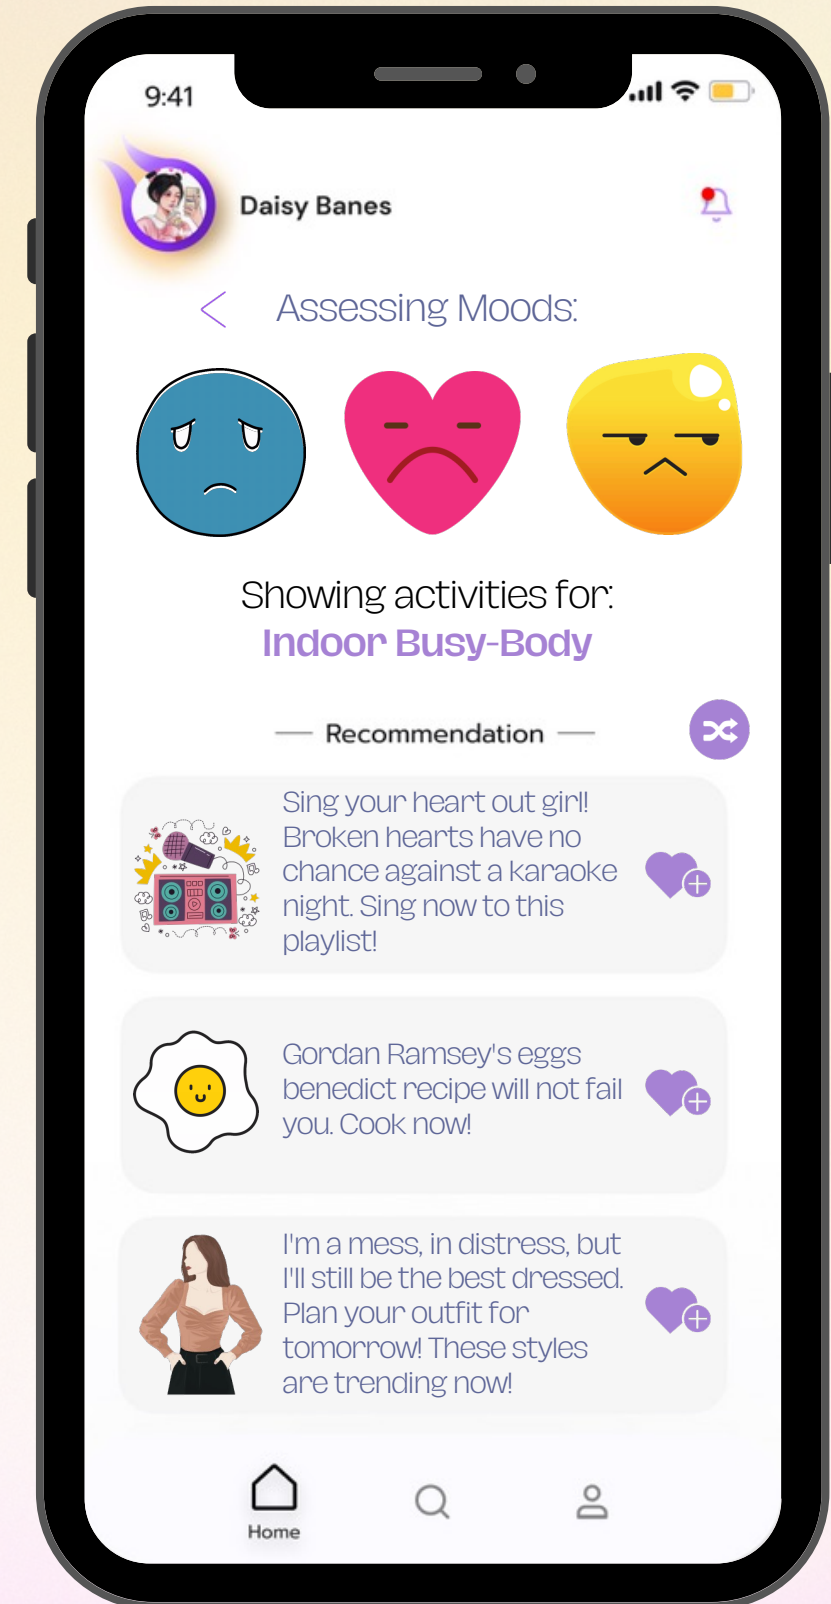 9:41
Daisy Banes
Assessing Moods:
Showing activities for:
Indoor Busy-Body
Recommendation
Sing your heart out girl!
Broken hearts have no
chance against a karaoke
night. Sing now to this
playlist!
Gordan Ramsey's eggs
benedict recipe will not fail
you. Cook now!
I'm a mess, in distress, but
I'll still be the best dressed.
Plan your outfit for
tomorrow! These styles
are trending now!
Home